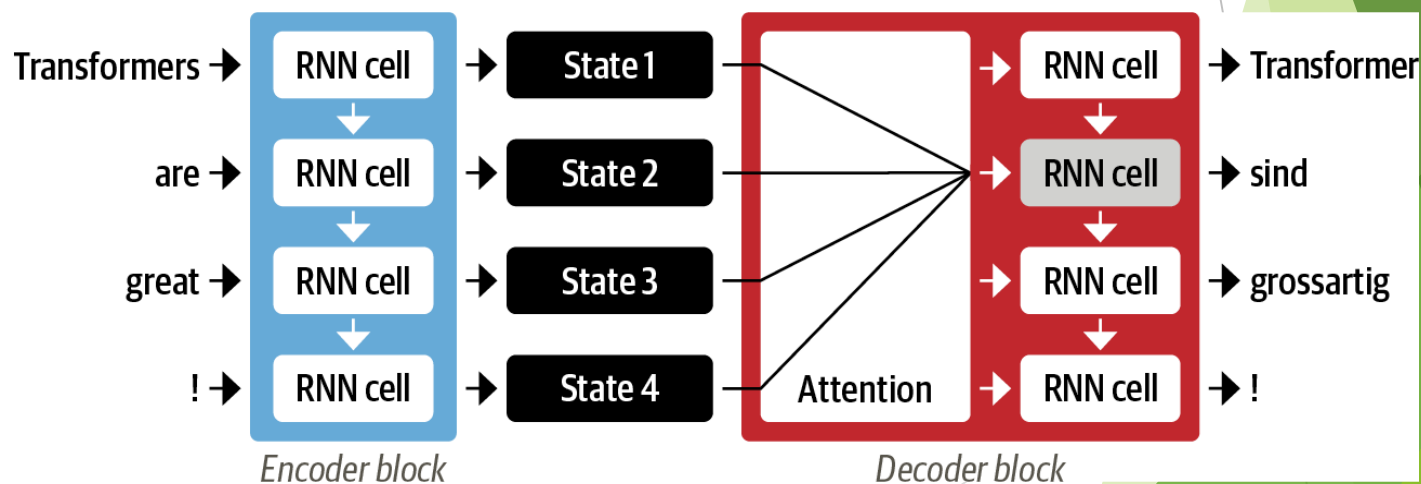 Transformers RNN cell State 1 RNN cell Transformer
are RNN cell State 2 RNN cell sind
great RNN cell State 3 RNN cell grossartig
! RNN cell State 4 Attention RNN cell !
Encoder block Decoder block